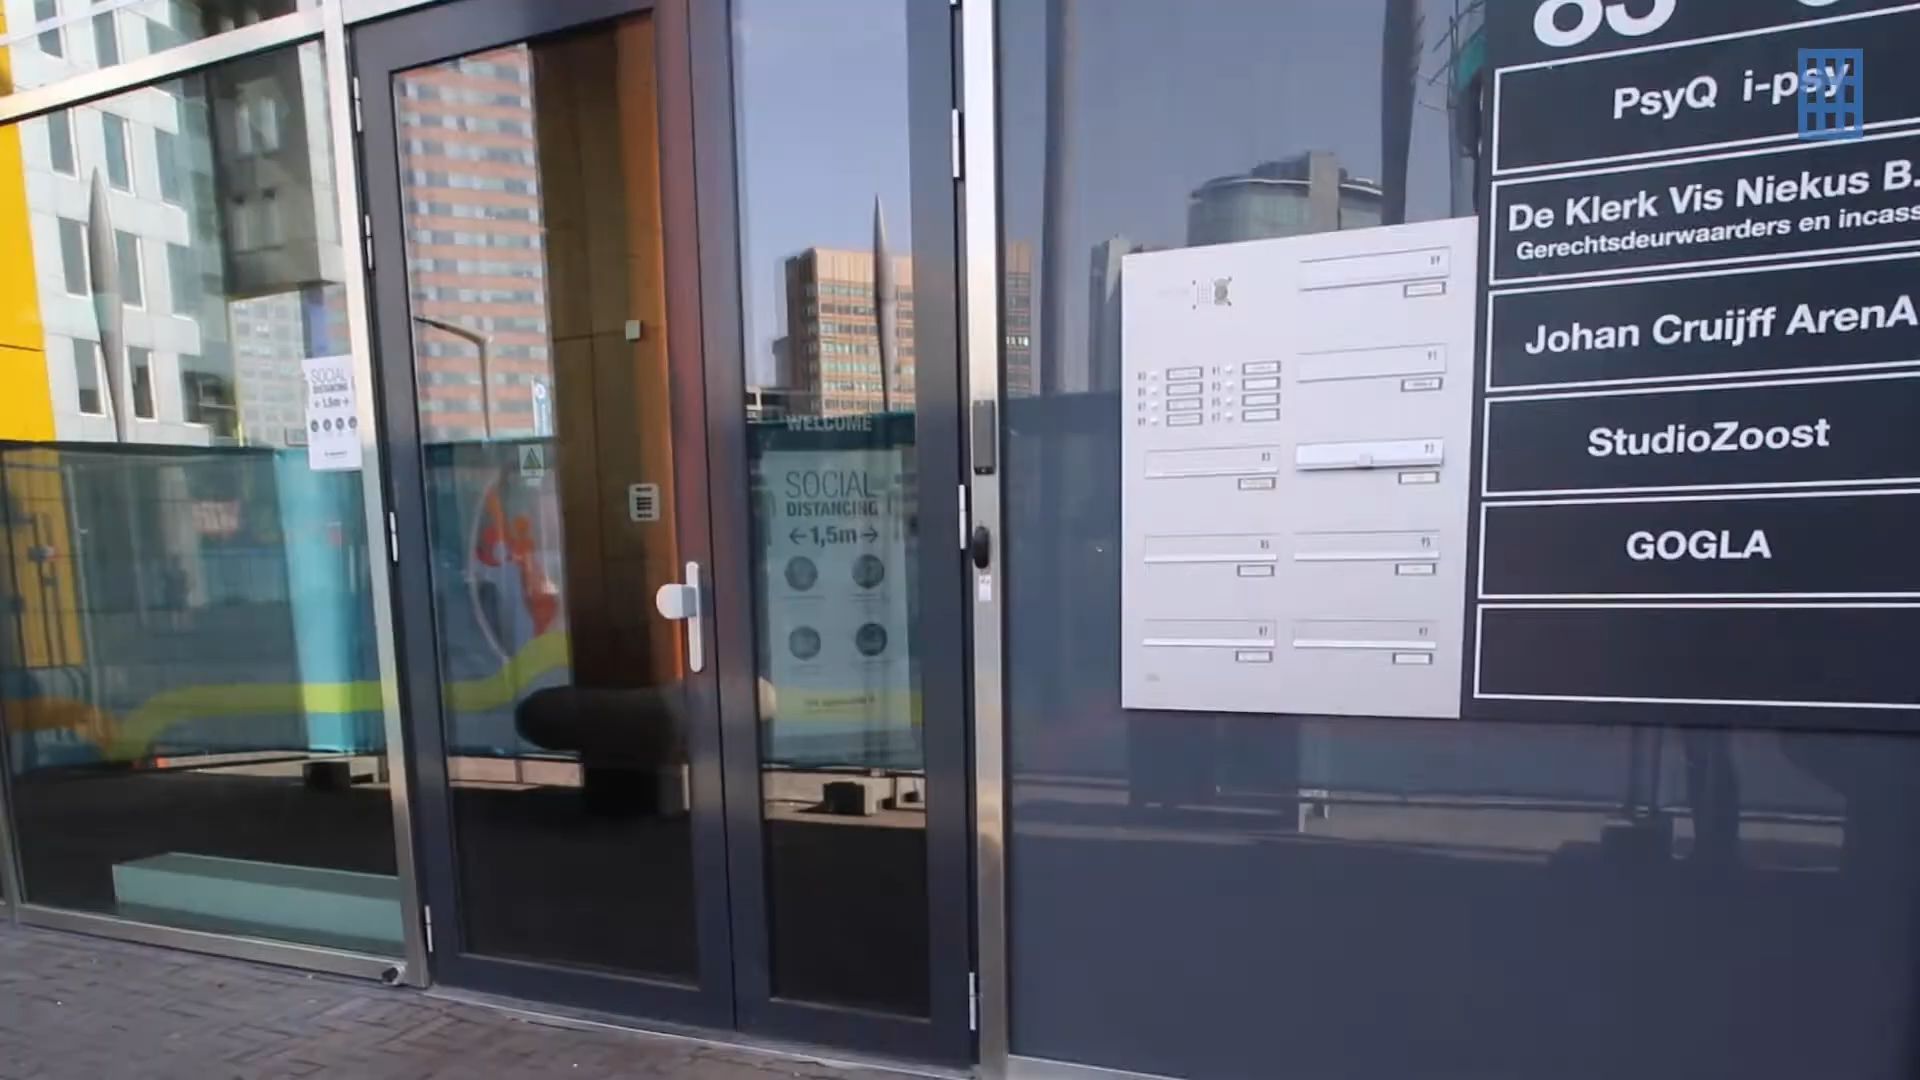 85
PsyQ i-psy
De Klerk Vis Niekus B.
Gerechtsdeurwaarders en incass
Johan Cruijff ArenA
StudioZoost
GOGLA
SOCIAL
DISTANCING
←1,5m→
WELCOME
SOCIAL
DISTANCING
←1,5m→